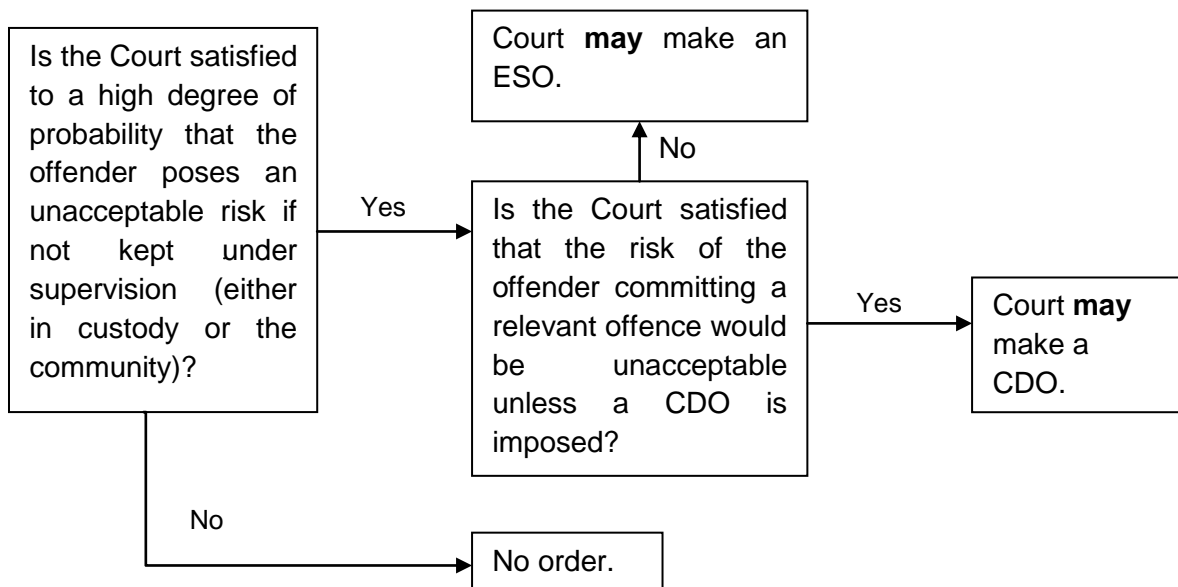 Is the Court satisfied
to a high degree of
probability that the
offender poses an
unacceptable risk if
not kept under
supervision (either
in custody or the
community)?
Yes
No
No order.
Court may make an
ESO.
No
Is the Court satisfied
that the risk of the
offender committing a
relevant offence would
be unacceptable
unless a CDO is
imposed?
Yes
Court may
make a
CDO.